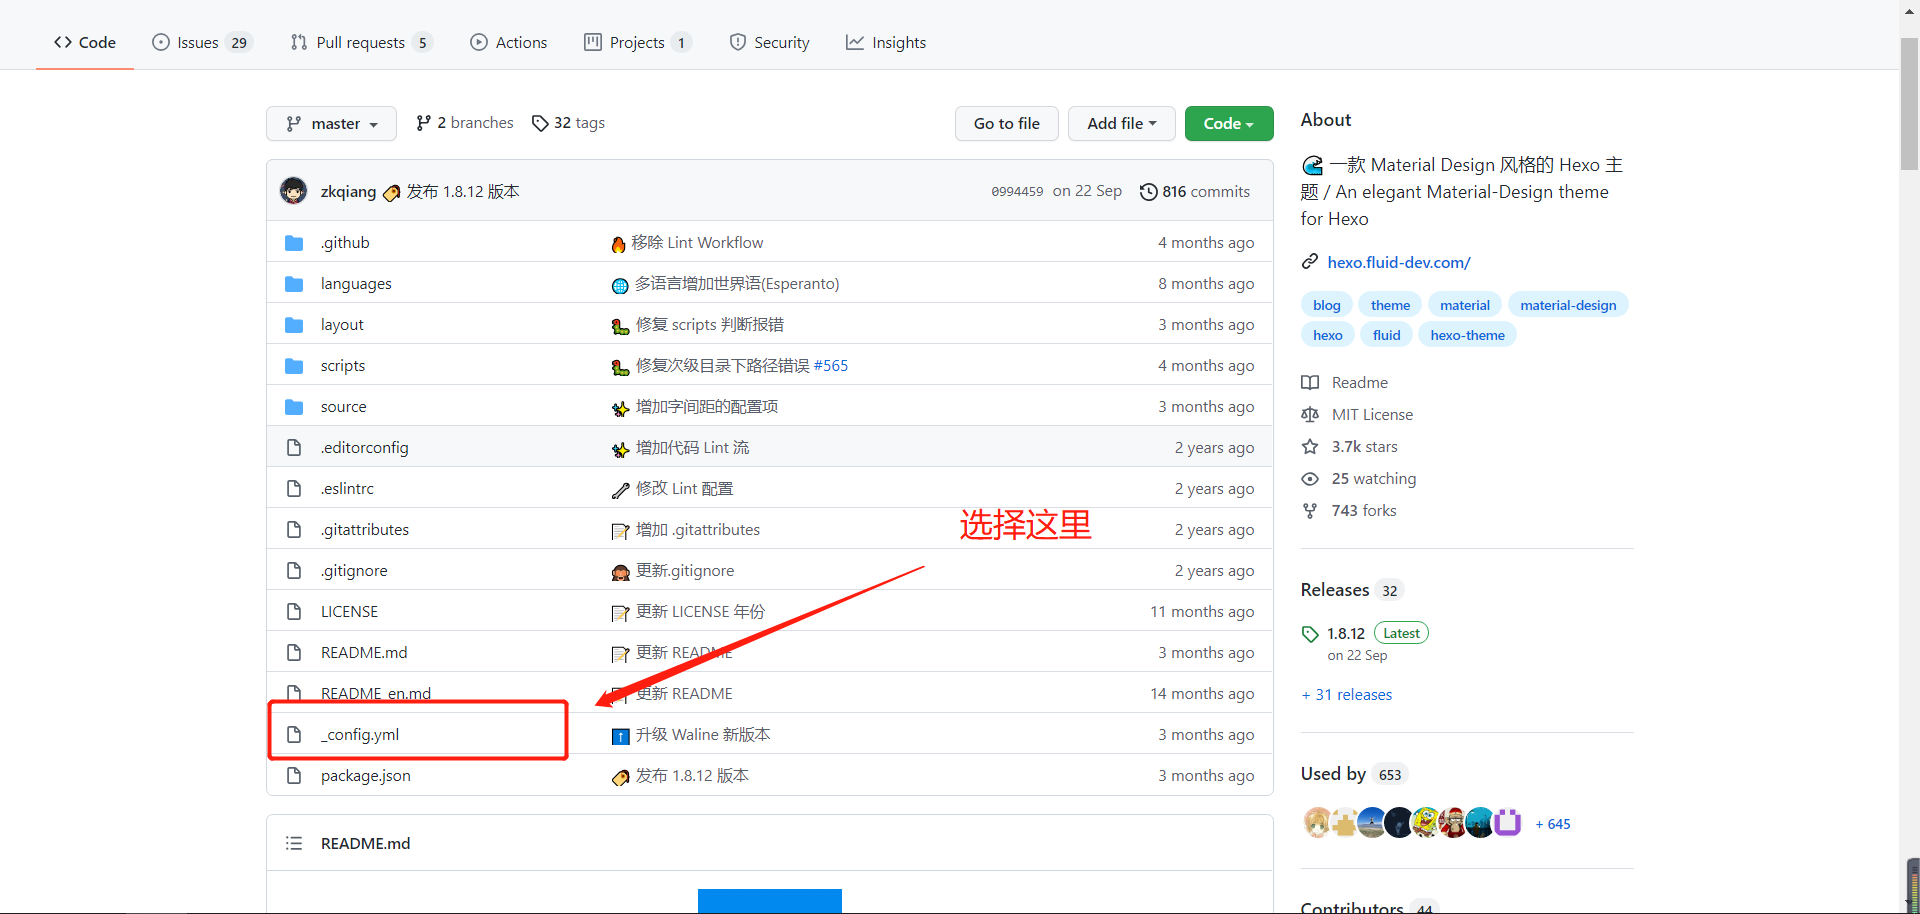 Code Issues 29 Pull requests 5 Actions Projects 1 Security Insights
master 2 branches 32 tags Go to file Add file Code
zkqiang 发布 1.8.12 版本 0994459 on 22 Sep 816 commits
.github 移除 Lint Workflow 4 months ago
languages 多语言增加世界语(Esperanto) 8 months ago
layout 修复 scripts 判断报错 3 months ago
scripts 修复次级目录下路径错误 #565 4 months ago
source 增加字间距的配置项 3 months ago
.editorconfig 增加代码 Lint 流 2 years ago
.eslintrc 修改 Lint 配置 2 years ago
.gitattributes 增加 .gitattributes 2 years ago
选择这里
.gitignore 更新.gitignore 2 years ago
LICENSE 更新 LICENSE 年份 11 months ago
README.md 更新 README 3 months ago
README_en.md 更新 README 14 months ago
_config.yml 升级 Waline 新版本 3 months ago
package.json 发布 1.8.12 版本 3 months ago
README.md
About
一款 Material Design 风格的 Hexo 主
题 / An elegant Material-Design theme
for Hexo
hexo.fluid-dev.com/
blog theme material material-design
hexo fluid hexo-theme
Readme
MIT License
3.7k stars
25 watching
743 forks
Releases 32
1.8.12 Latest
on 22 Sep
+ 31 releases
Used by 653
+ 645
Contributors 44